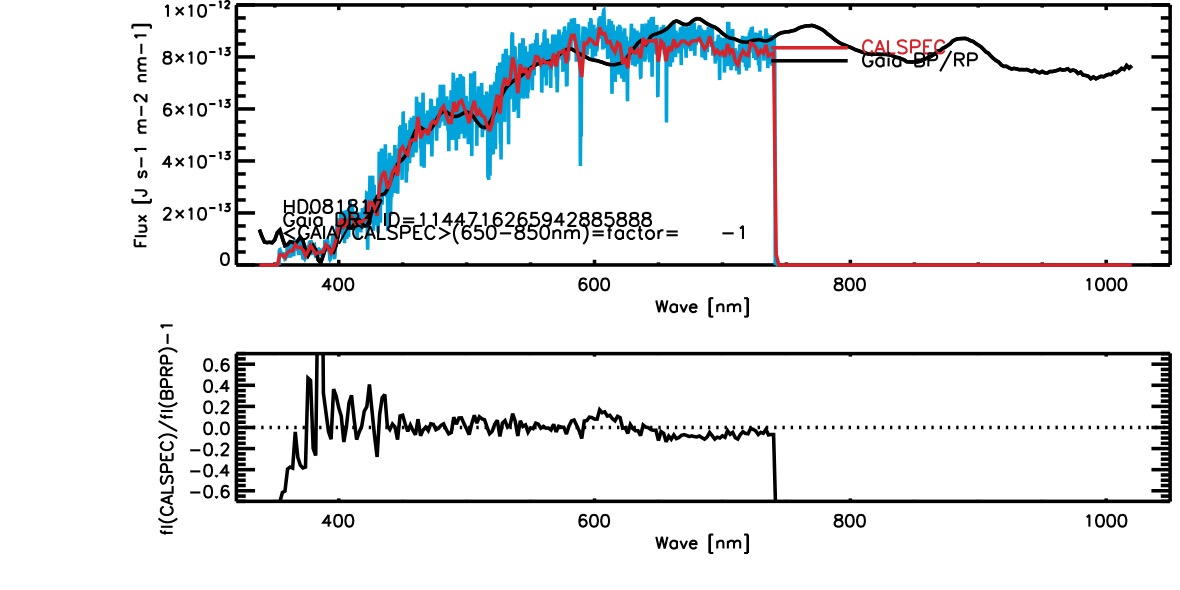 1×10−12
8×10−13
6×10−13
4×10−13
2×10−13
0
Flux [J s−1 m−2 nm−1]
CALSPEC
Gaia BP/RP
HD081817
Gaia DR3 ID=1144716265942885888
<GAIA/CALSPEC>(650−850nm)=factor= −1
400 600 800 1000
Wave [nm]
fl(CALSPEC)/fl(BPRP)−1
0.6
0.4
0.2
0.0
−0.2
−0.4
−0.6
400 600 800 1000
Wave [nm]